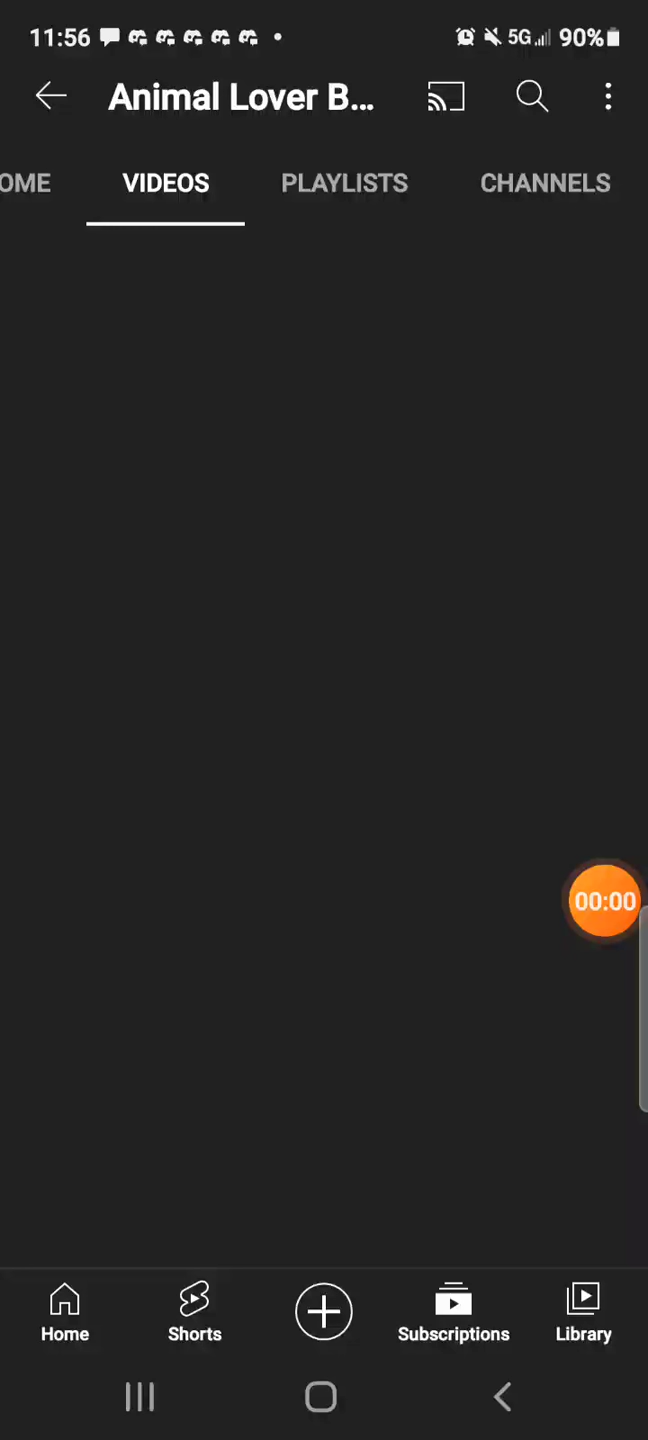 11:56 5G 90%
Animal Lover B...
OME VIDEOS PLAYLISTS CHANNELS
00:00
Home Shorts Subscriptions Library